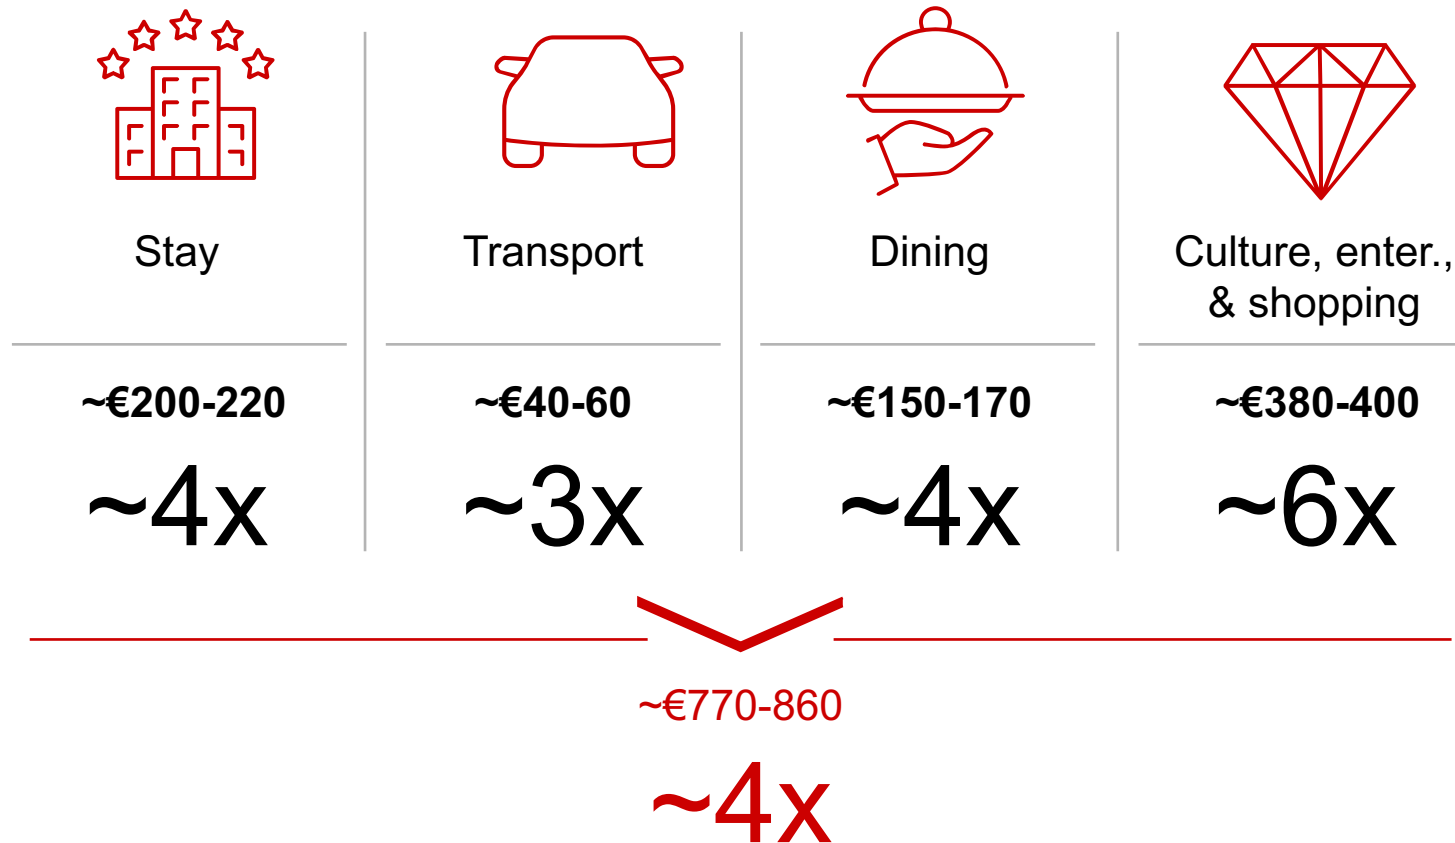 Stay
Transport
Dining
Culture, enter.,
& shopping
~€200-220
~€40-60
~€150-170
~€380-400
~4x
~3x
~4x
~6x
~€770-860
~4x